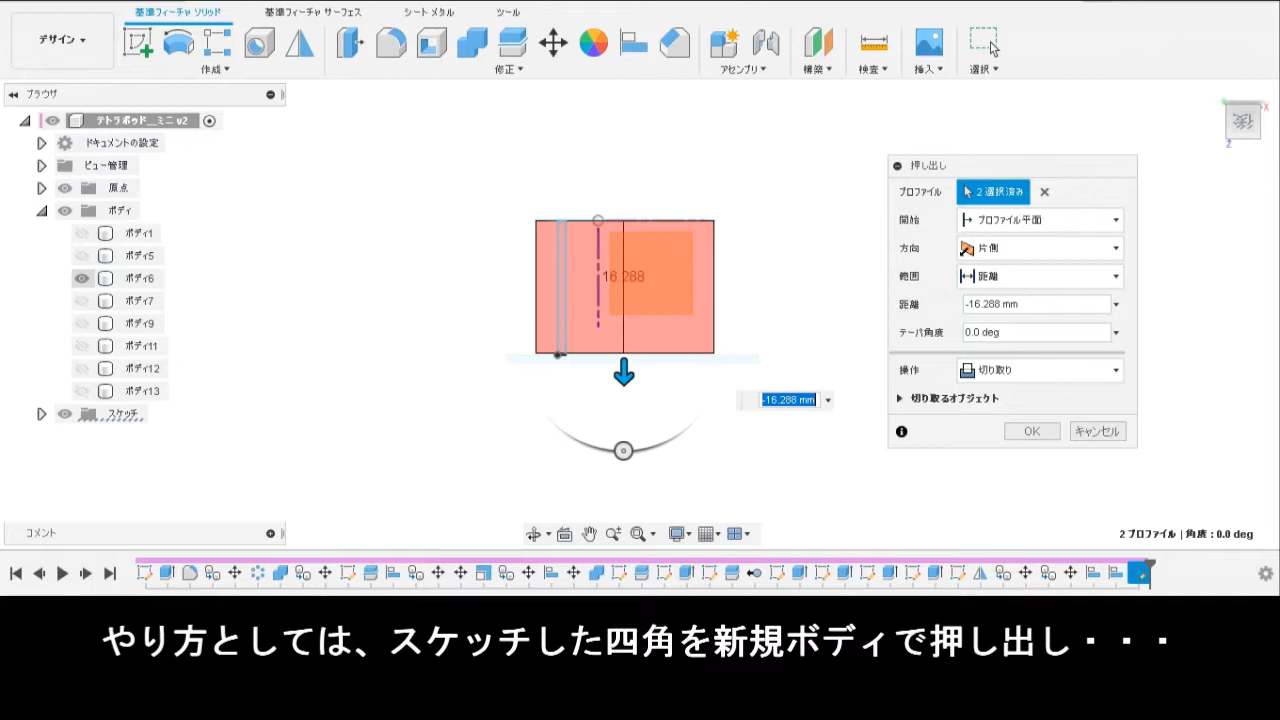 基準フィーチャ ソリッド
基準フィーチャ サーフェス
シート メタル
ツール
デザイン
作成
修正
アセンブリ
構築
検査
挿入
選択
ブラウザ
テトラポッド__ミニ v2
ドキュメントの設定
ビュー管理
原点
ボディ
ボディ1
ボディ5
ボディ6
ボディ7
ボディ9
ボディ11
ボディ12
ボディ13
スケッチ
16.288
-16.288 mm
後
X
Z
押し出し
プロファイル 2 選択済み
開始 プロファイル平面
方向 片側
範囲 距離
距離 -16.288 mm
テーパ角度 0.0 deg
操作 切り取り
切り取るオブジェクト
OK キャンセル
コメント
2 プロファイル | 角度 : 0.0 deg
やり方としては、スケッチした四角を新規ボディで押し出し・・・